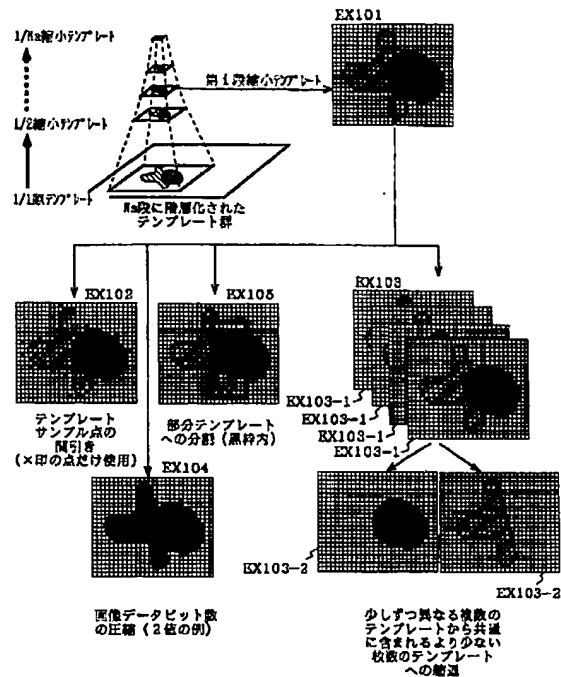 1/Na縮小テンプレート
1/2縮小テンプレート
1/1原テンプレート
Na段に階層化された
テンプレート群
第i段縮小テンプレート
EX101
EX102
テンプレート
サンプル点の
間引き
(×印の点だけ使用)
EX105
部分テンプレート
への分割(黒枠内)
EX104
画像データビット数
の圧縮(2値の例)
EX103
EX103-1
EX103-1
EX103-1
EX103-1
EX103-2
EX103-2
少しずつ異なる複数の
テンプレートから共通
に含まれるより少ない
枚数のテンプレート
への縮退